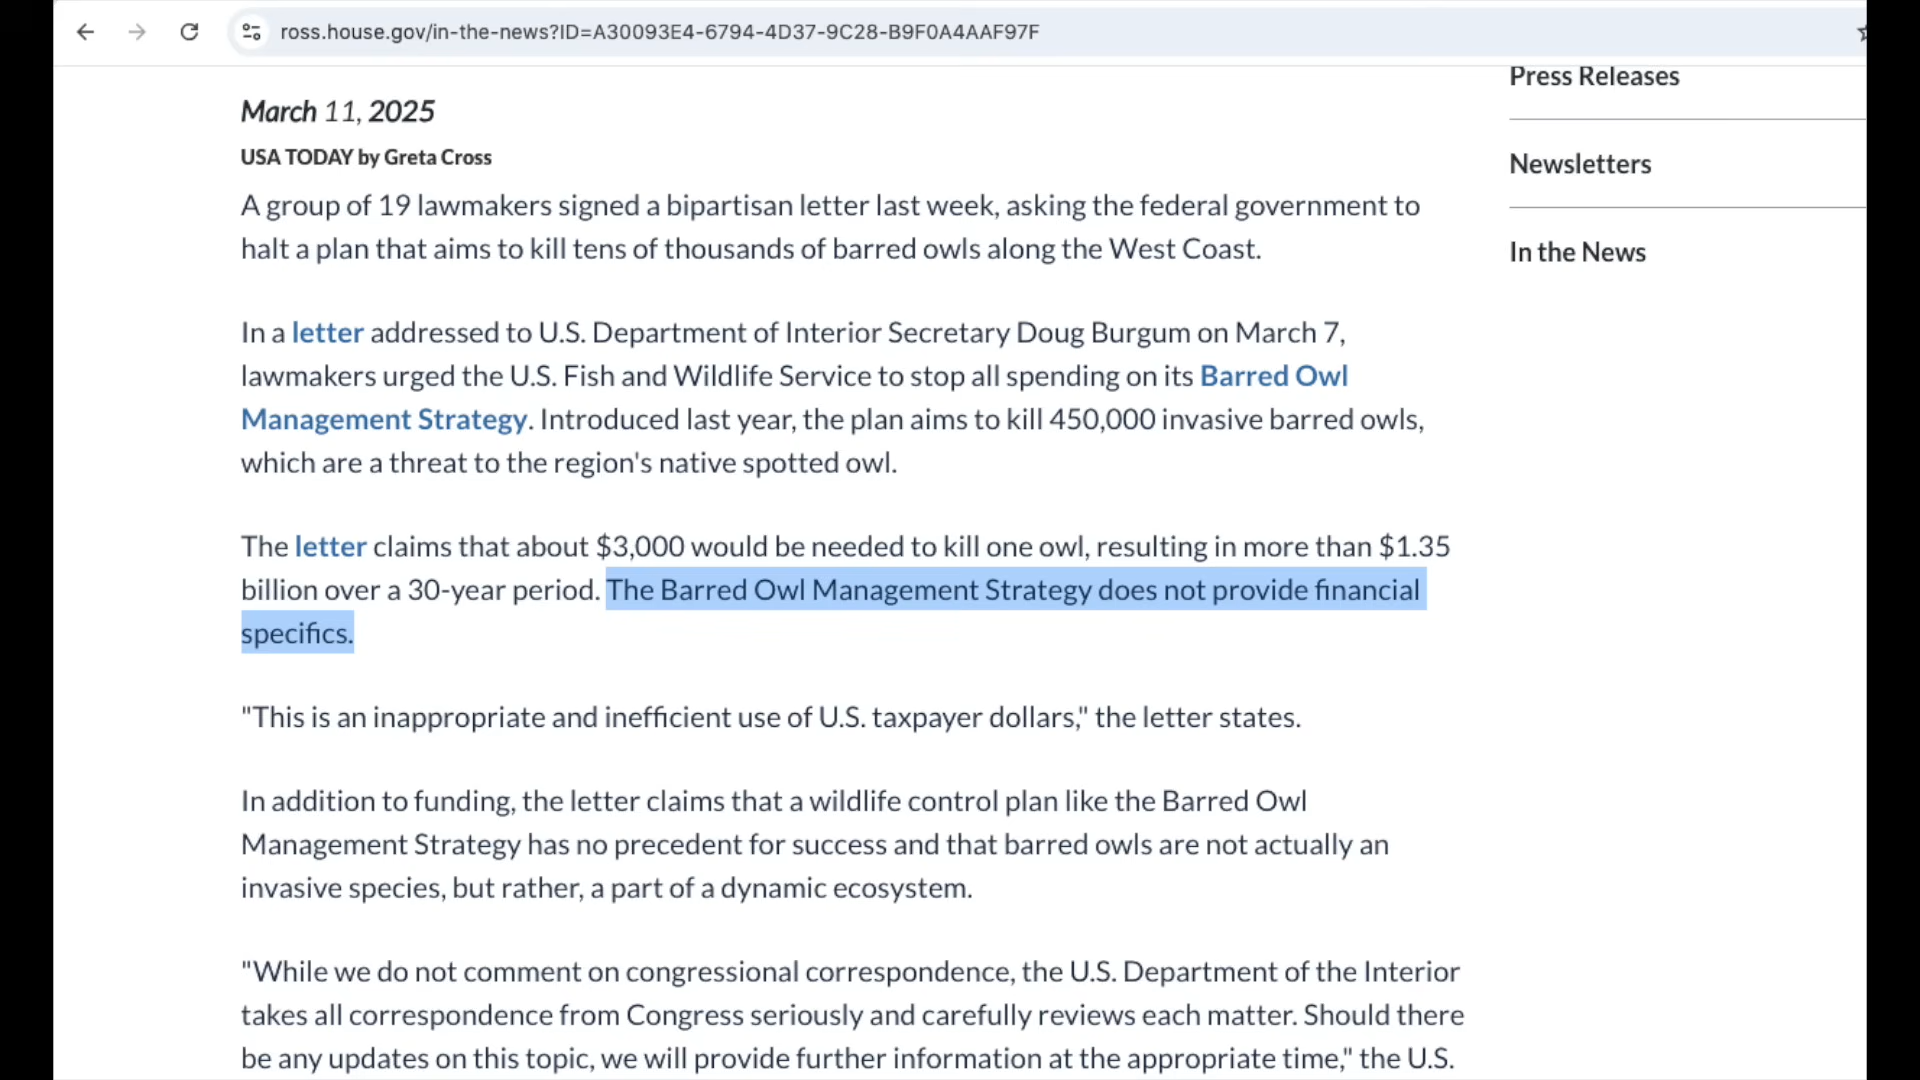 ross.house.gov/in-the-news?ID=A30093E4-6794-4D37-9C28-B9F0A4AAF97F
March 11, 2025
USA TODAY by Greta Cross
A group of 19 lawmakers signed a bipartisan letter last week, asking the federal government to
halt a plan that aims to kill tens of thousands of barred owls along the West Coast.
In a letter addressed to U.S. Department of Interior Secretary Doug Burgum on March 7,
lawmakers urged the U.S. Fish and Wildlife Service to stop all spending on its Barred Owl
Management Strategy. Introduced last year, the plan aims to kill 450,000 invasive barred owls,
which are a threat to the region's native spotted owl.
The letter claims that about $3,000 would be needed to kill one owl, resulting in more than $1.35
billion over a 30-year period. The Barred Owl Management Strategy does not provide financial
specifics.
"This is an inappropriate and inefficient use of U.S. taxpayer dollars," the letter states.
In addition to funding, the letter claims that a wildlife control plan like the Barred Owl
Management Strategy has no precedent for success and that barred owls are not actually an
invasive species, but rather, a part of a dynamic ecosystem.
"While we do not comment on congressional correspondence, the U.S. Department of the Interior
takes all correspondence from Congress seriously and carefully reviews each matter. Should there
be any updates on this topic, we will provide further information at the appropriate time," the U.S.
Press Releases
Newsletters
In the News